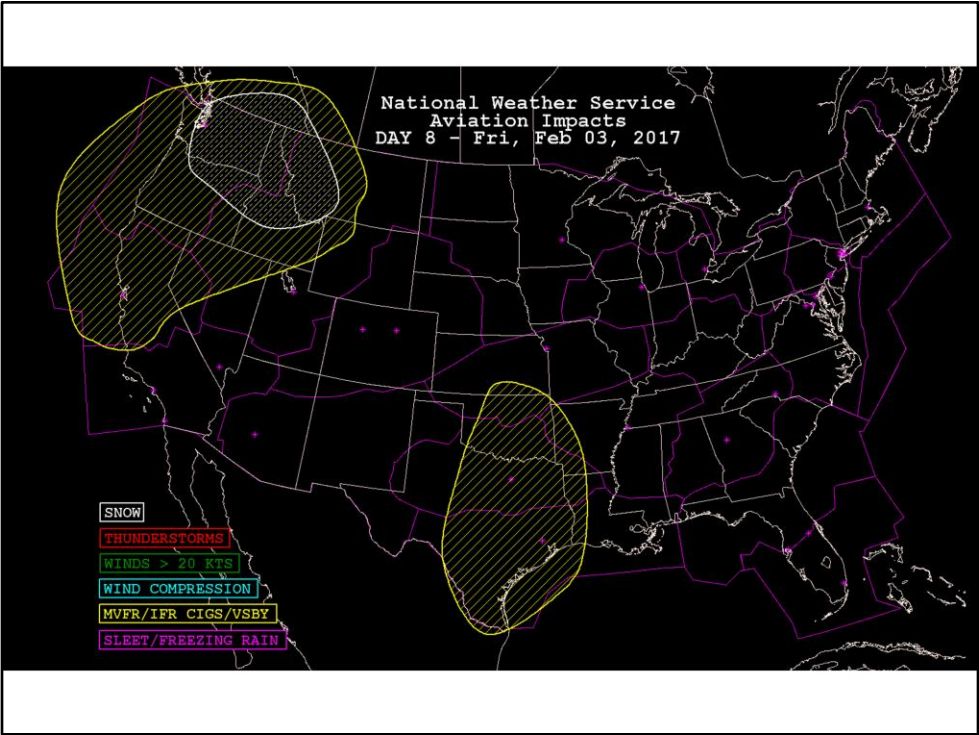 National Weather Service
Aviation Impacts
DAY 8 - Fri, Feb 03, 2017
SNOW
THUNDERSTORMS
WINDS > 20 KTS
WIND COMPRESSION
MVFR/IFR CIGS/VSBY
SLEET/FREEZING RAIN